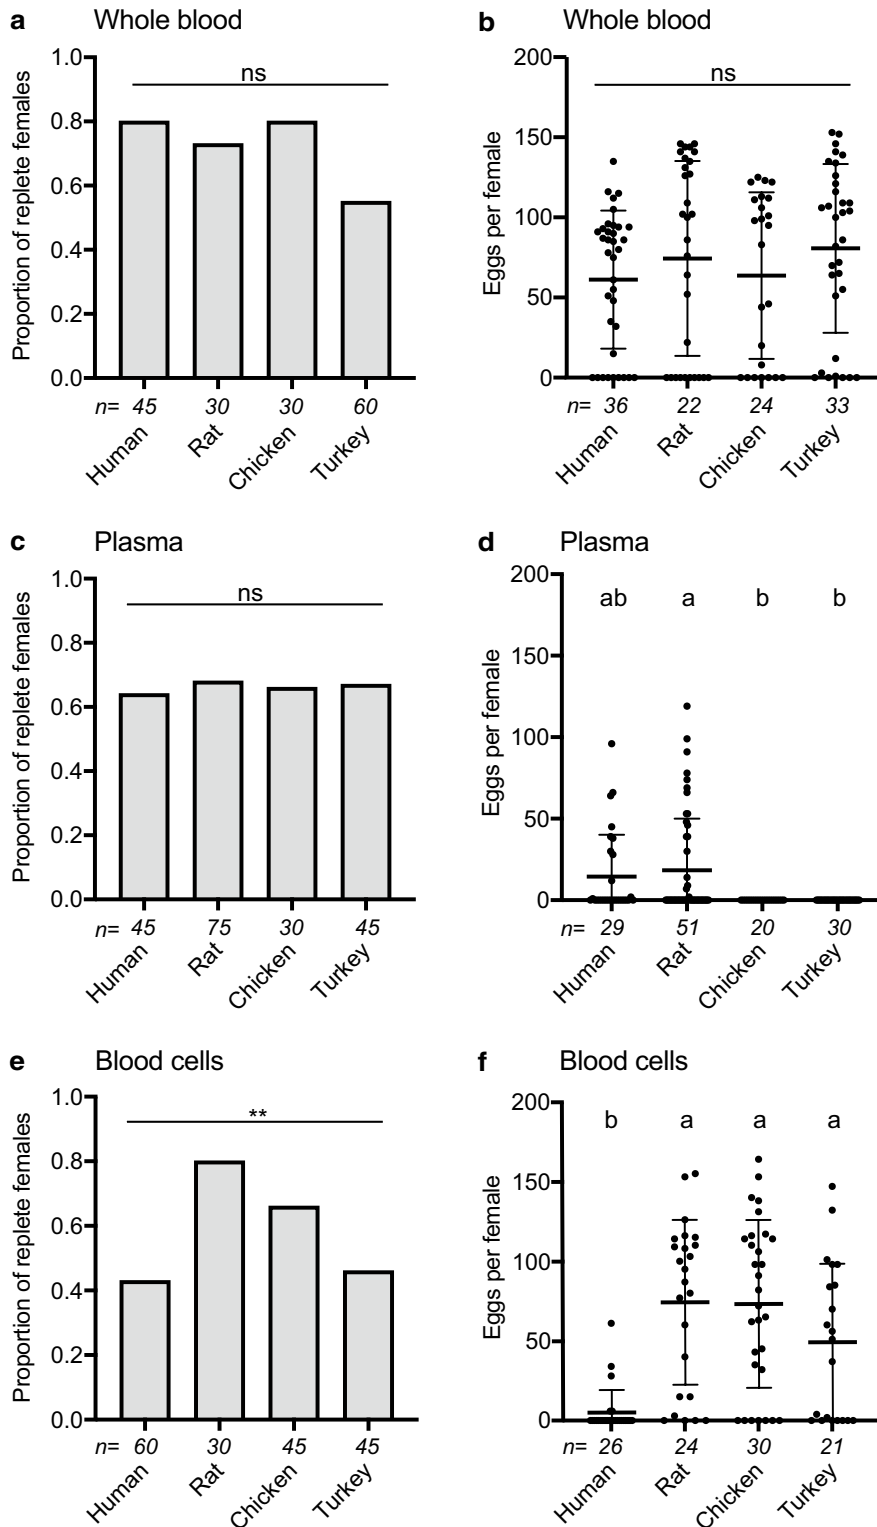 a Whole blood
Proportion of replete females
1.0
0.8
0.6
0.4
0.2
0.0
ns
n= 45 30 30 60
Human Rat Chicken Turkey
b Whole blood
Eggs per female
200
150
100
50
0
ns
n= 36 22 24 33
Human Rat Chicken Turkey
c Plasma
Proportion of replete females
1.0
0.8
0.6
0.4
0.2
0.0
ns
n= 45 75 30 45
Human Rat Chicken Turkey
d Plasma
Eggs per female
200
150
100
50
0
ab a b b
n= 29 51 20 30
Human Rat Chicken Turkey
e Blood cells
Proportion of replete females
1.0
0.8
0.6
0.4
0.2
0.0
**
n= 60 30 45 45
Human Rat Chicken Turkey
f Blood cells
Eggs per female
200
150
100
50
0
b a a a
n= 26 24 30 21
Human Rat Chicken Turkey